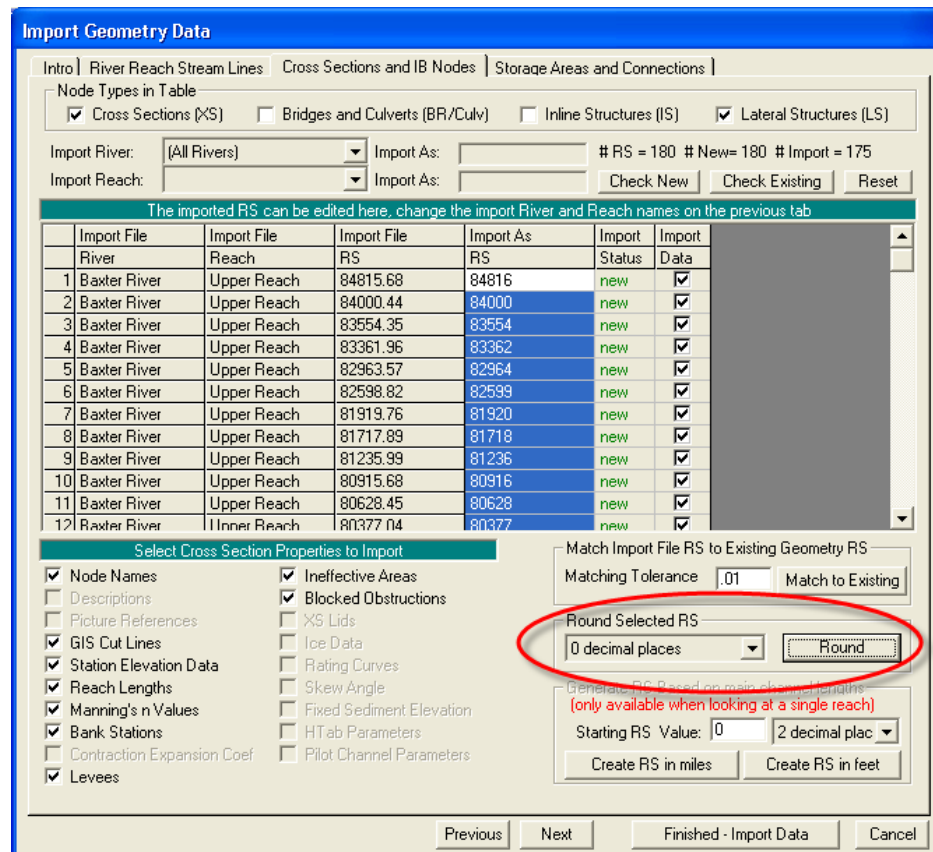 Import Geometry Data
Intro River Reach Stream Lines Cross Sections and IB Nodes Storage Areas and Connections
Node Types in Table
Cross Sections (XS) Bridges and Culverts (BR/Culv) Inline Structures (IS) Lateral Structures (LS)
Import River: (All Rivers) Import As: # RS = 180 # New= 180 # Import = 175
Import Reach: Import As: Check New Check Existing Reset
The imported RS can be edited here, change the import River and Reach names on the previous tab
Import File Import File Import File Import As Import Import
River Reach RS RS Status Data
1 Baxter River Upper Reach 84815.68 84816 new
2 Baxter River Upper Reach 84000.44 84000 new
3 Baxter River Upper Reach 83554.35 83554 new
4 Baxter River Upper Reach 83361.96 83362 new
5 Baxter River Upper Reach 82963.57 82964 new
6 Baxter River Upper Reach 82598.82 82599 new
7 Baxter River Upper Reach 81919.76 81920 new
8 Baxter River Upper Reach 81717.89 81718 new
9 Baxter River Upper Reach 81235.99 81236 new
10 Baxter River Upper Reach 80915.68 80916 new
11 Baxter River Upper Reach 80628.45 80628 new
12 Baxter River Upper Reach 80377.04 80377 new
Select Cross Section Properties to Import
Node Names
Descriptions
Picture References
GIS Cut Lines
Station Elevation Data
Reach Lengths
Manning's n Values
Bank Stations
Contraction Expansion Coef
Levees
Ineffective Areas
Blocked Obstructions
XS Lids
Ice Data
Rating Curves
Skew Angle
Fixed Sediment Elevation
HTab Parameters
Pilot Channel Parameters
Match Import File RS to Existing Geometry RS
Matching Tolerance .01 Match to Existing
Round Selected RS
0 decimal places Round
Generate RS Based on main channel lengths
(only available when looking at a single reach)
Starting RS Value: 0 2 decimal plac
Create RS in miles Create RS in feet
Previous Next Finished - Import Data Cancel